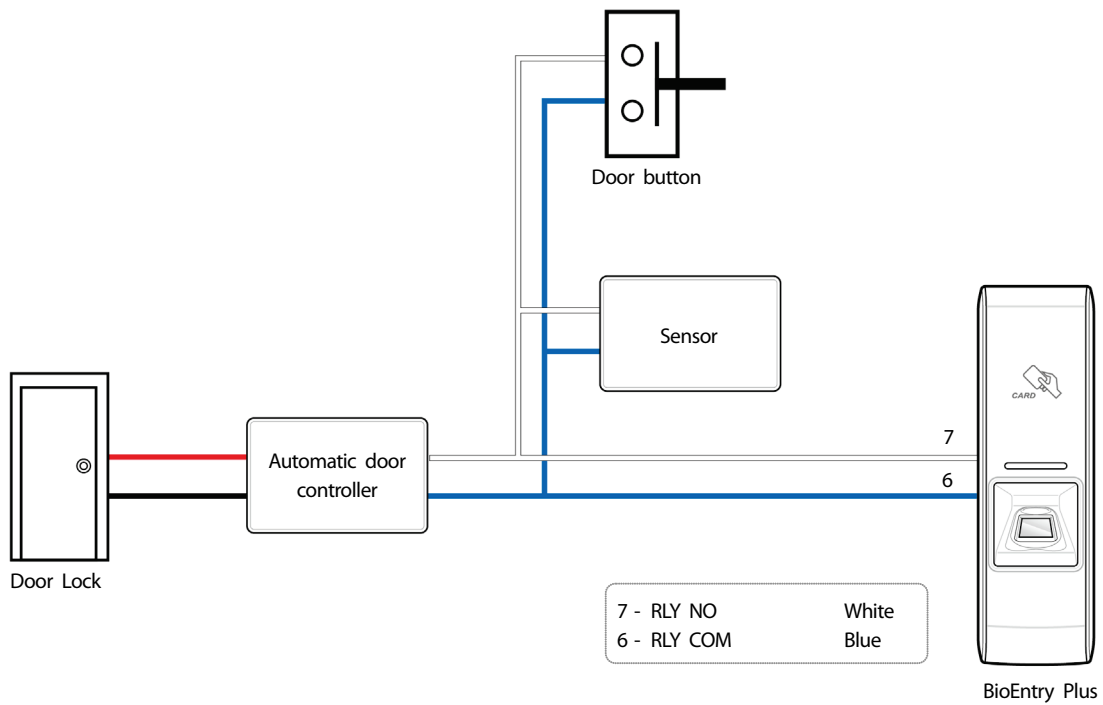 Door button
Sensor
CARD
7
Automatic door
controller
6
Door Lock
7 - RLY NO White
6 - RLY COM Blue
BioEntry Plus